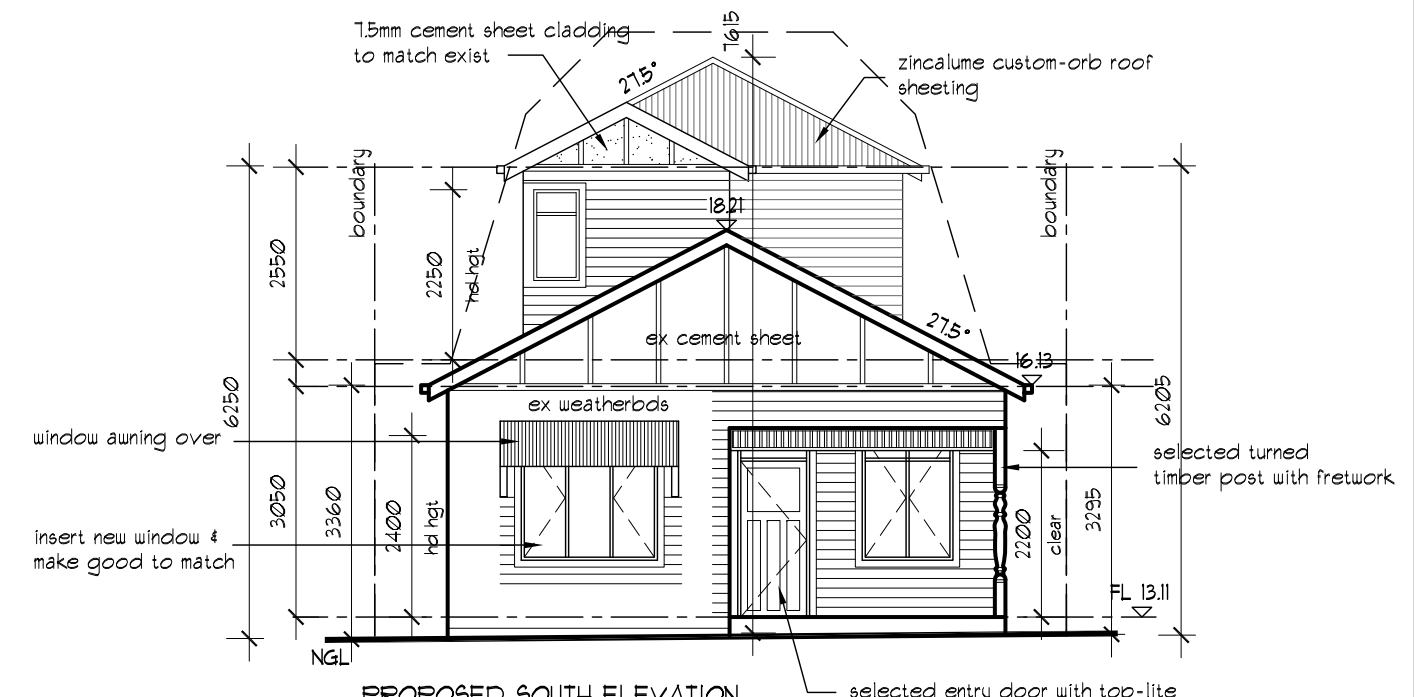 7615
7.5mm cement sheet cladding
to match exist
27.5°
zincalume custom-orb roof
sheeting
boundary
boundary
18.21
2550
2250
hd hgt
27.5°
ex cement sheet
16.13
6250
6205
ex weatherbds
window awning over
selected turned
timber post with fretwork
3050
3360
2400
hd hgt
2200
clear
3295
insert new window &
make good to match
FL 13.11
NGL
PROPOSED SOUTH ELEVATION
selected entry door with top-lite